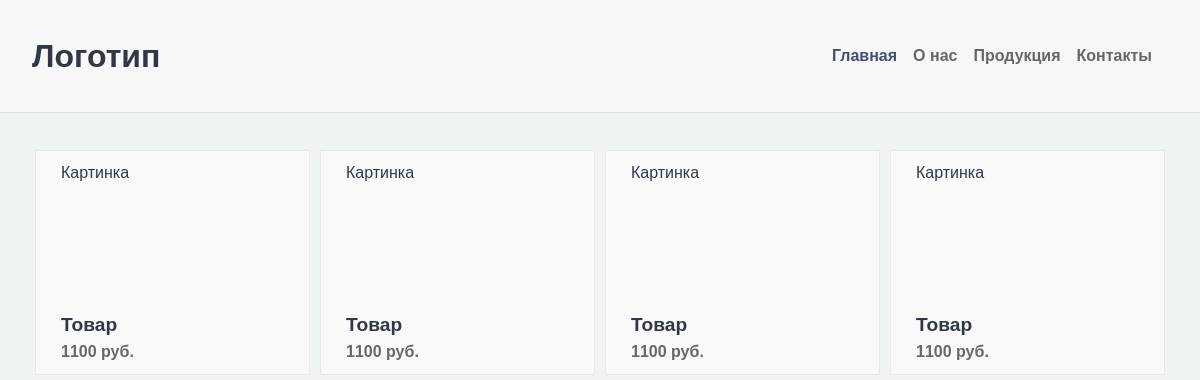 Логотип
Главная О нас Продукция Контакты
Картинка Картинка Картинка Картинка
Товар Товар Товар Товар
1100 руб. 1100 руб. 1100 руб. 1100 руб.